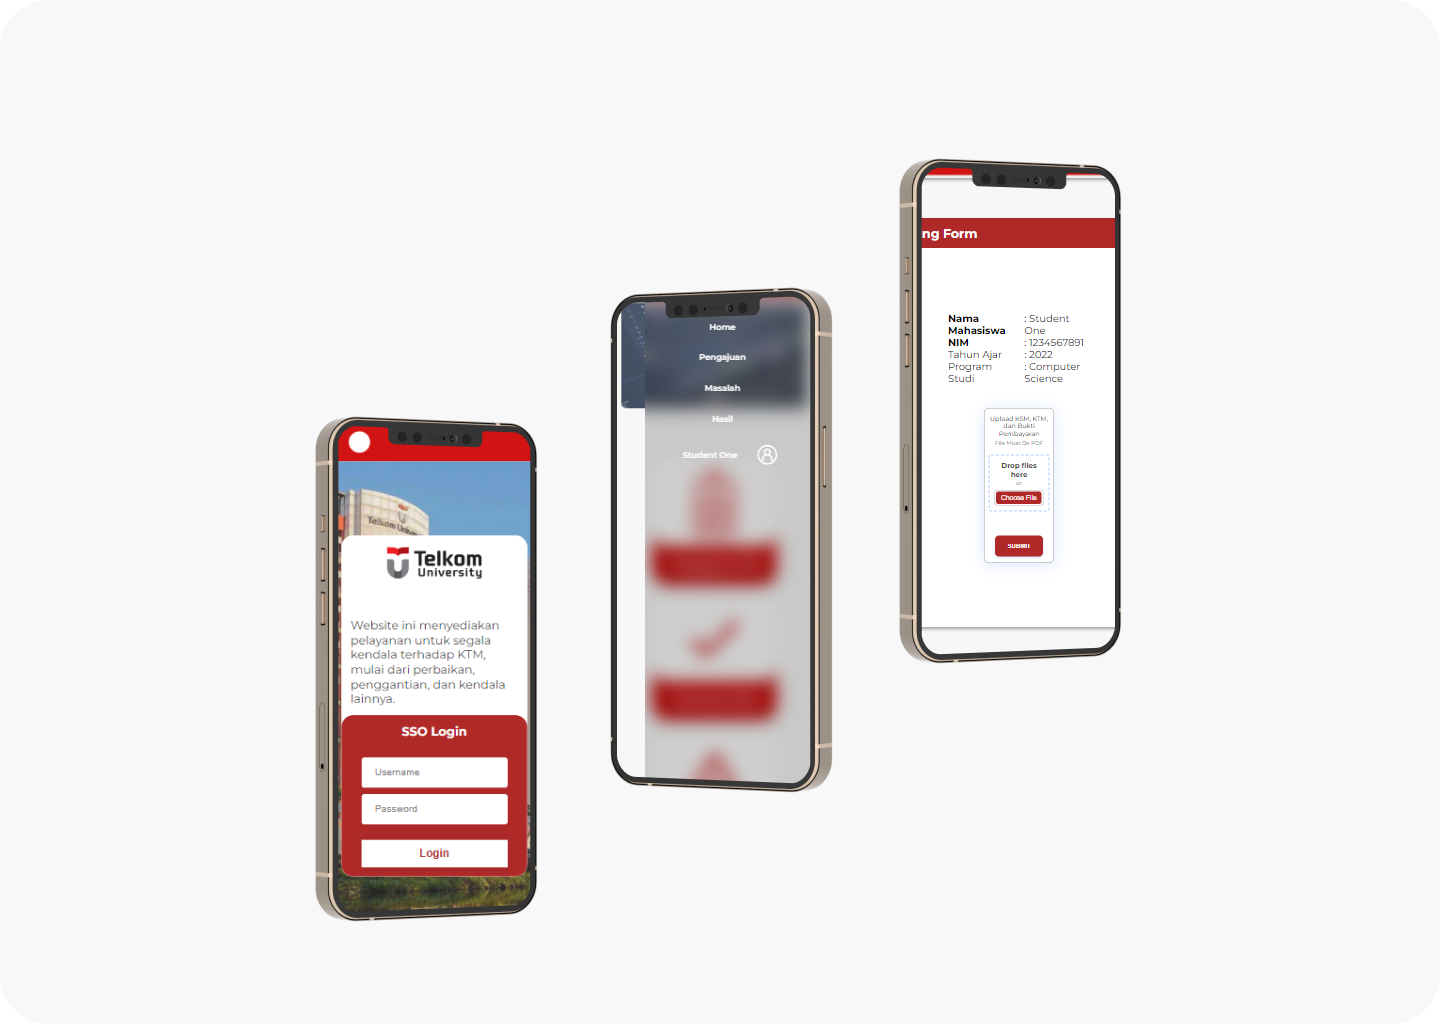 Telkom University
Telkom
University
Website ini menyediakan
pelayanan untuk segala
kendala terhadap KTM,
mulai dari perbaikan,
penggantian, dan kendala
lainnya.
SSO Login
Username
Password
Login
Home
Pengajuan
Masalah
Hasil
Student One
ng Form
Nama : Student
Mahasiswa One
NIM : 1234567891
Tahun Ajar : 2022
Program : Computer
Studi Science
Upload KSM, KTM,
dan Bukti
Pembayaran
File Must Be PDF
Drop files
here
or
Choose File
SUBMIT